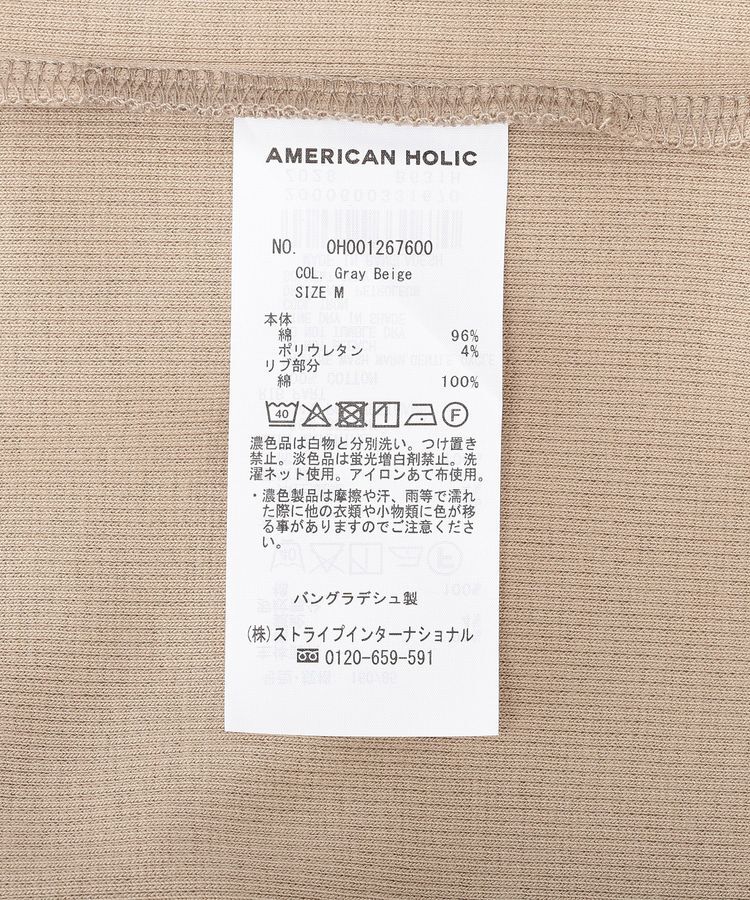 AMERICAN HOLIC
NO. OH001267600
COL. Gray Beige
SIZE M
本体
綿 96%
ポリウレタン 4%
リブ部分
綿 100%
40
F
濃色品は白物と分別洗い。つけ置き
禁止。淡色品は蛍光増白剤禁止。洗
濯ネット使用。アイロンあて布使用。
・濃色製品は摩擦や汗、雨等で濡れ
た際に他の衣類や小物類に色が移
る事がありますのでご注意くださ
い。
バングラデシュ製
(株)ストライプインターナショナル
0120-659-591